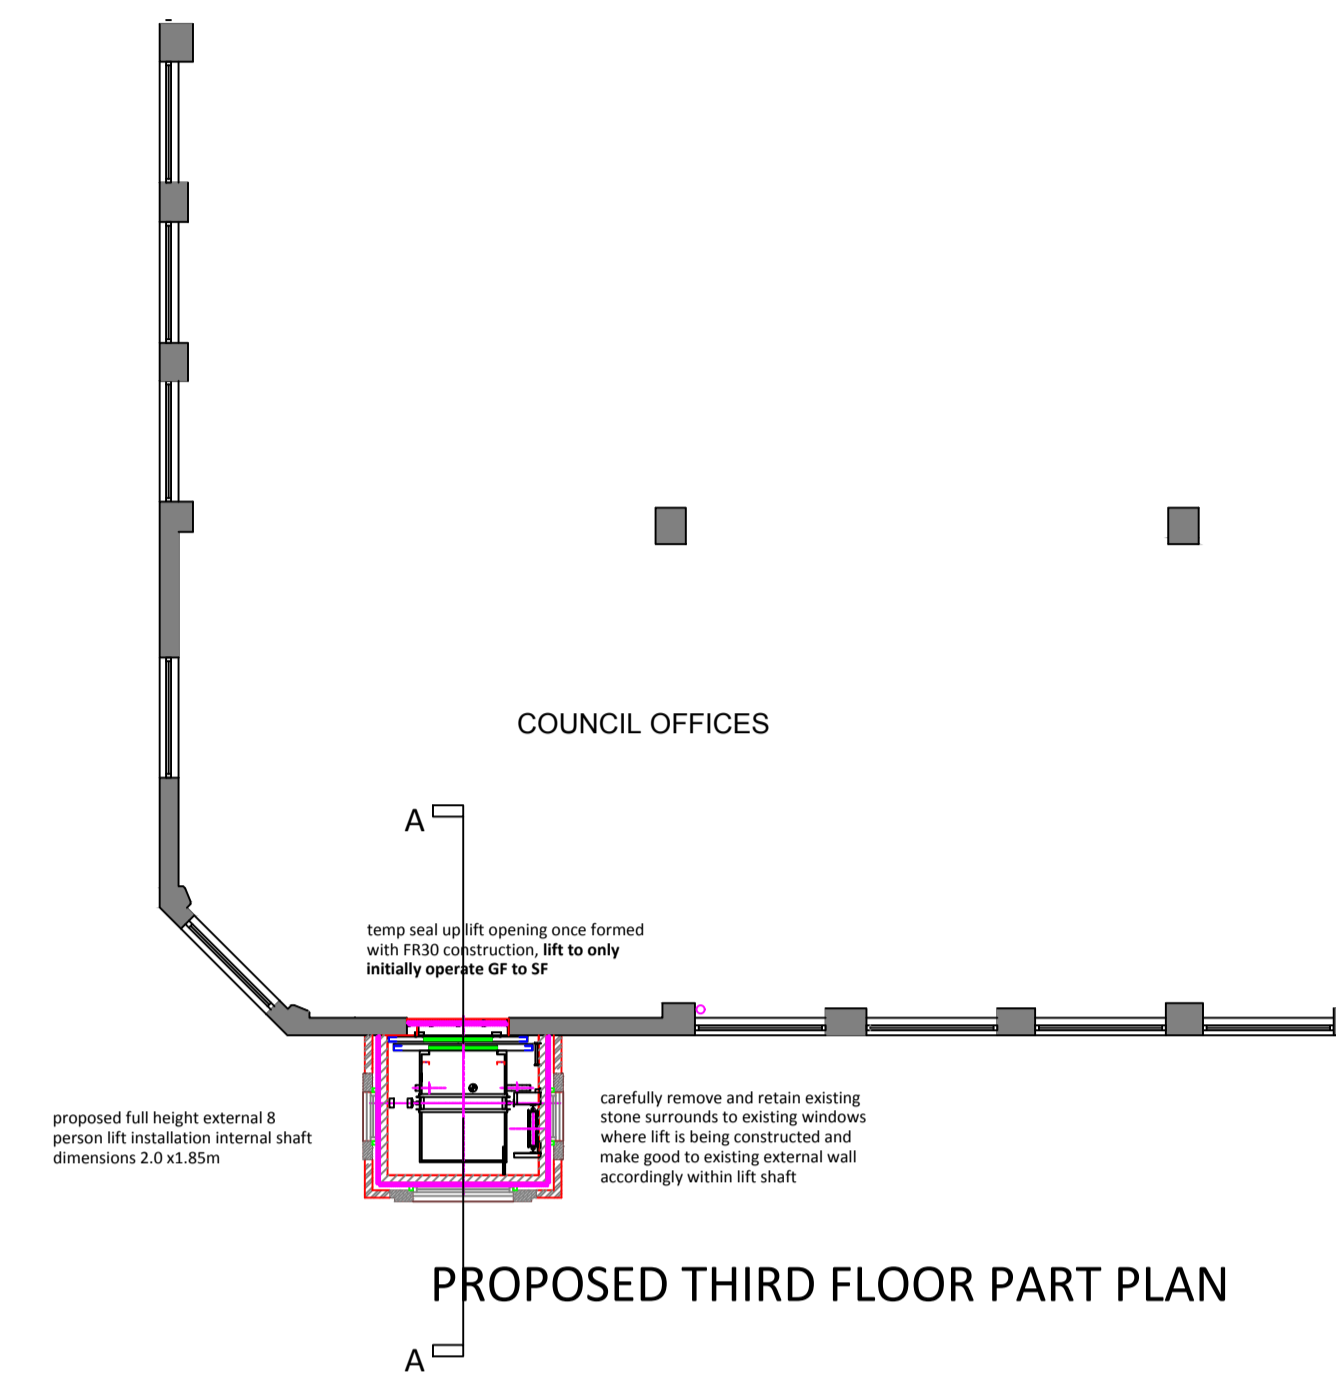 COUNCIL OFFICES
A
temp seal up lift opening once formed
with FR30 construction, lift to only
initially operate GF to SF
proposed full height external 8
person lift installation internal shaft
dimensions 2.0 x1.85m
carefully remove and retain existing
stone surrounds to existing windows
where lift is being constructed and
make good to existing external wall
accordingly within lift shaft
PROPOSED THIRD FLOOR PART PLAN
A